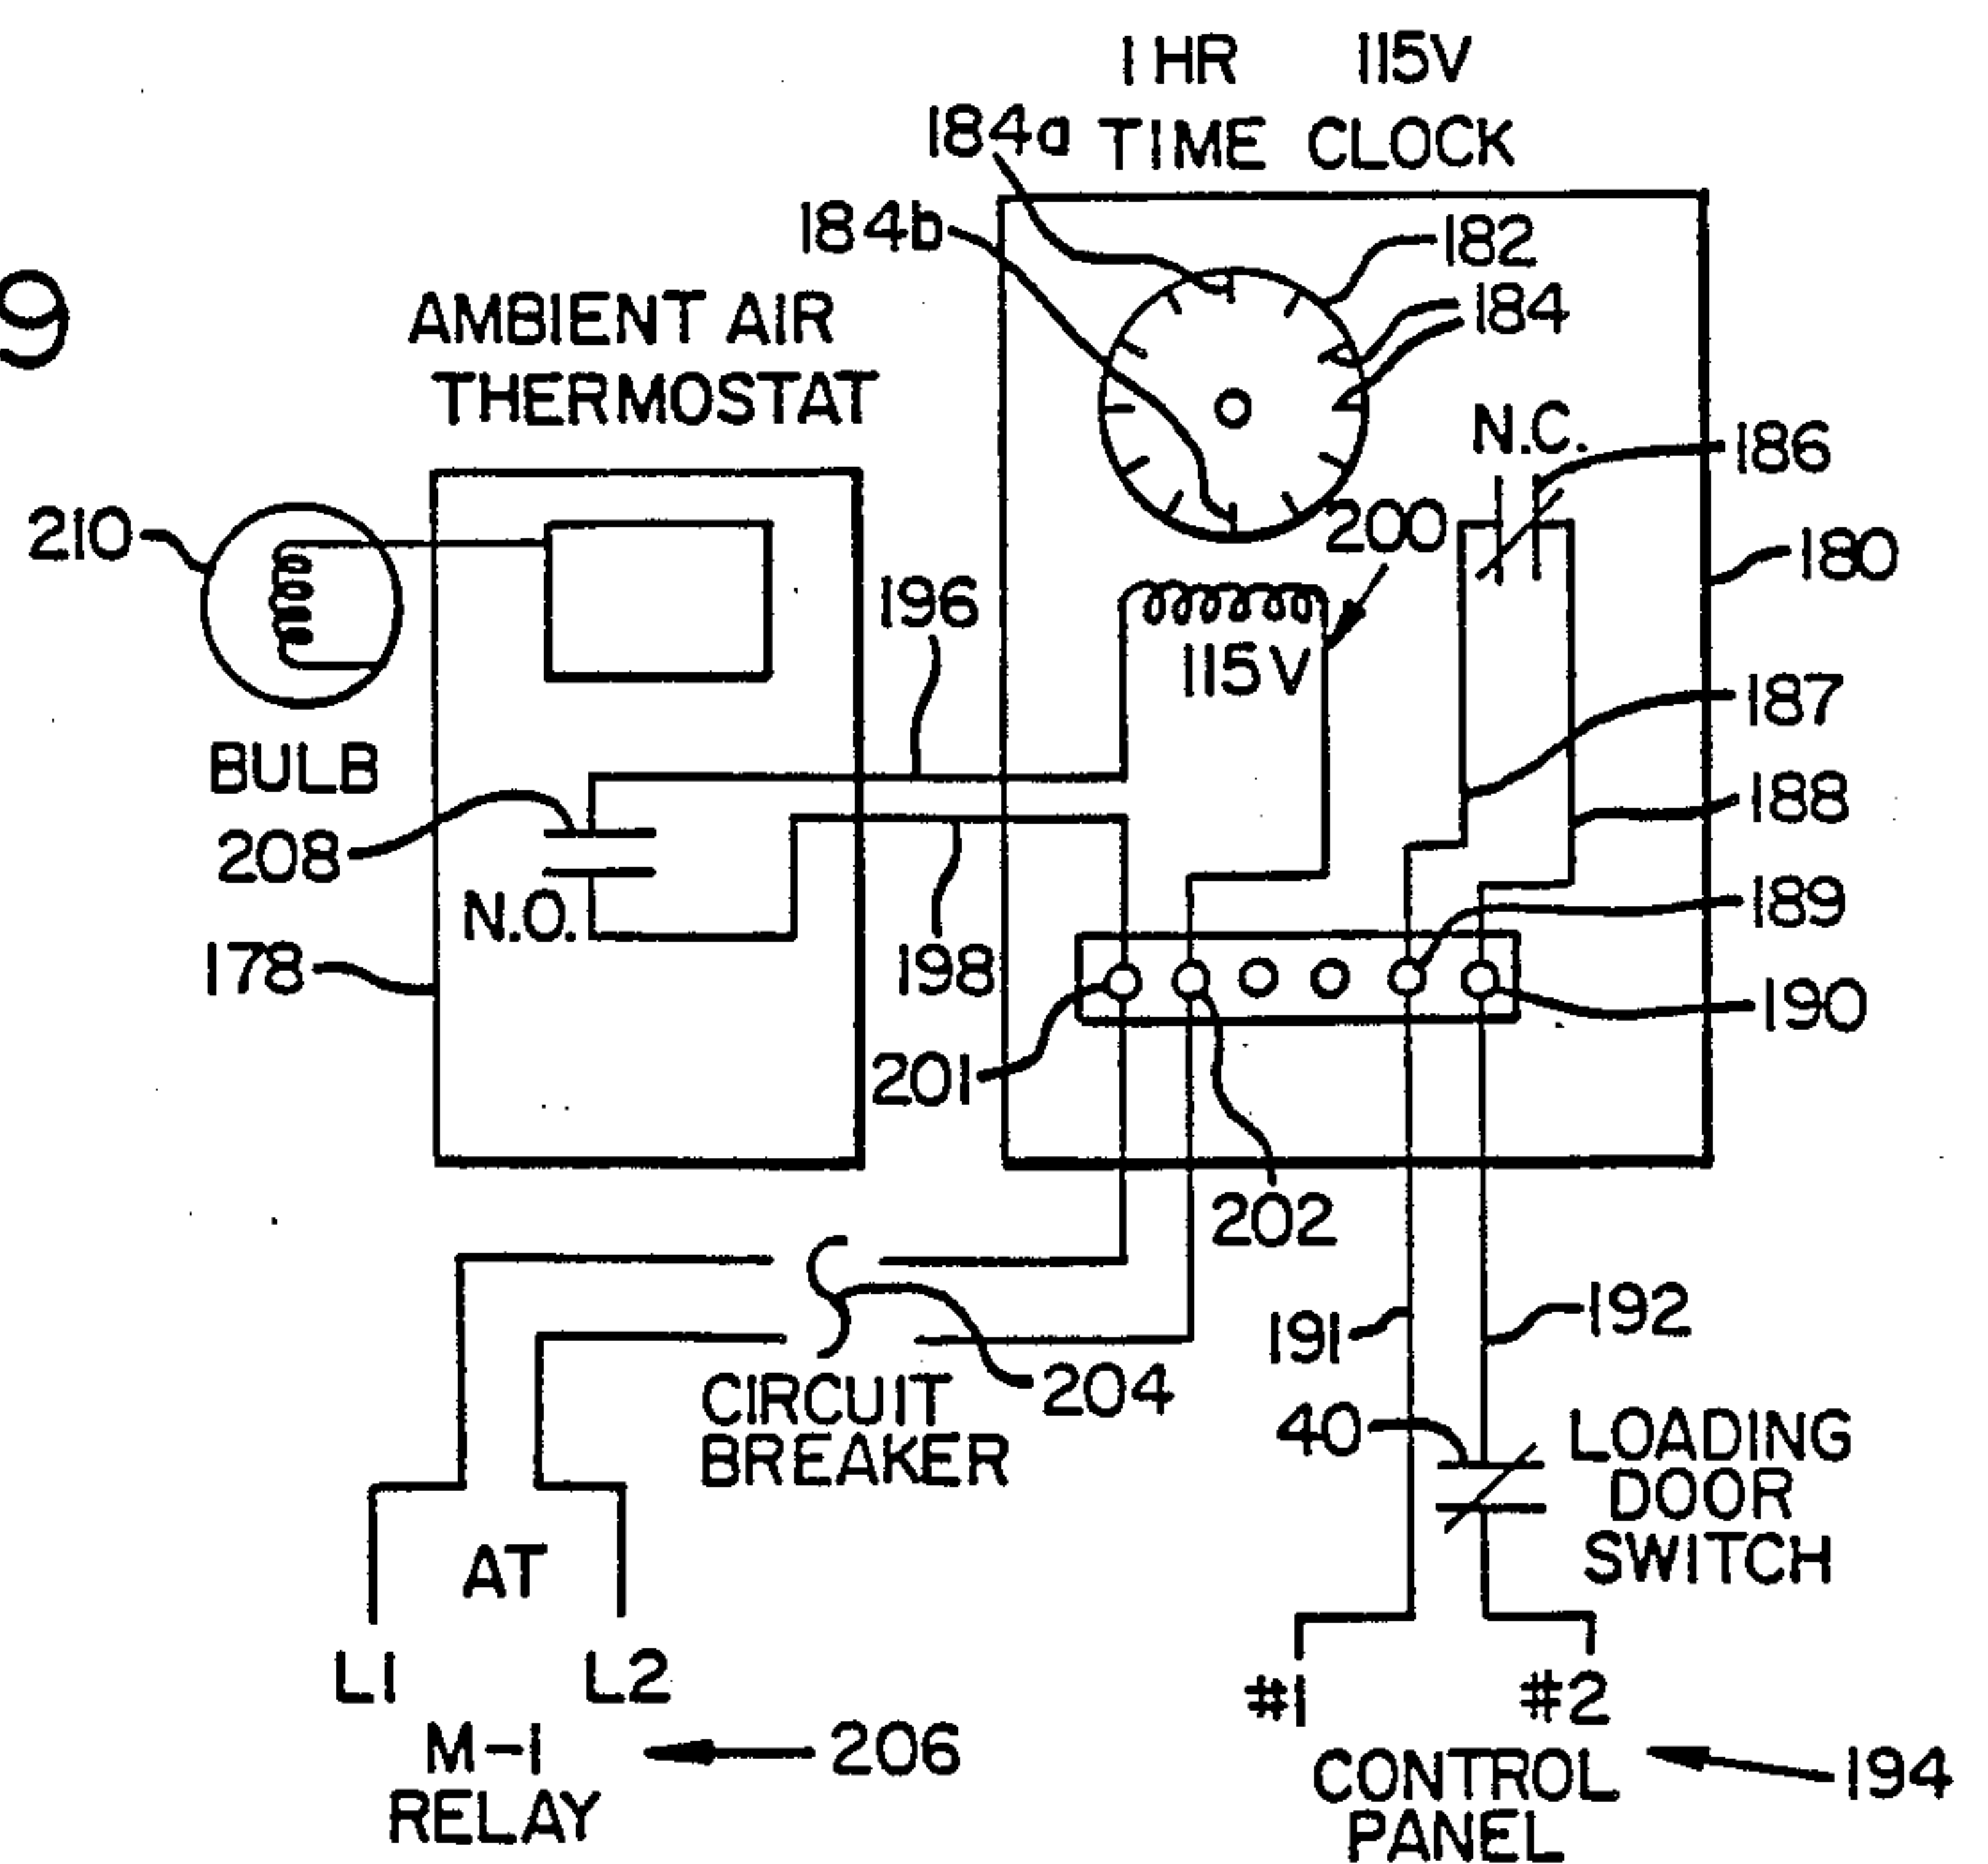 1 HR 115V
184a TIME CLOCK
184b
182
184
9
AMBIENT AIR
THERMOSTAT
N.C.
186
210
200
180
196
115V
187
BULB
188
208
N.O.
189
178
198
190
201
202
192
191
204
CIRCUIT
BREAKER
40
LOADING
DOOR
SWITCH
AT
L1 L2
#1 #2
M-1
206
RELAY
CONTROL
PANEL
194